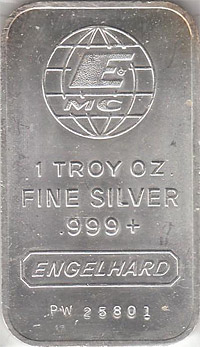 E
MC
.1 TROY OZ.
FINE SILVER
.999+
ENGELHARD
PW 25801